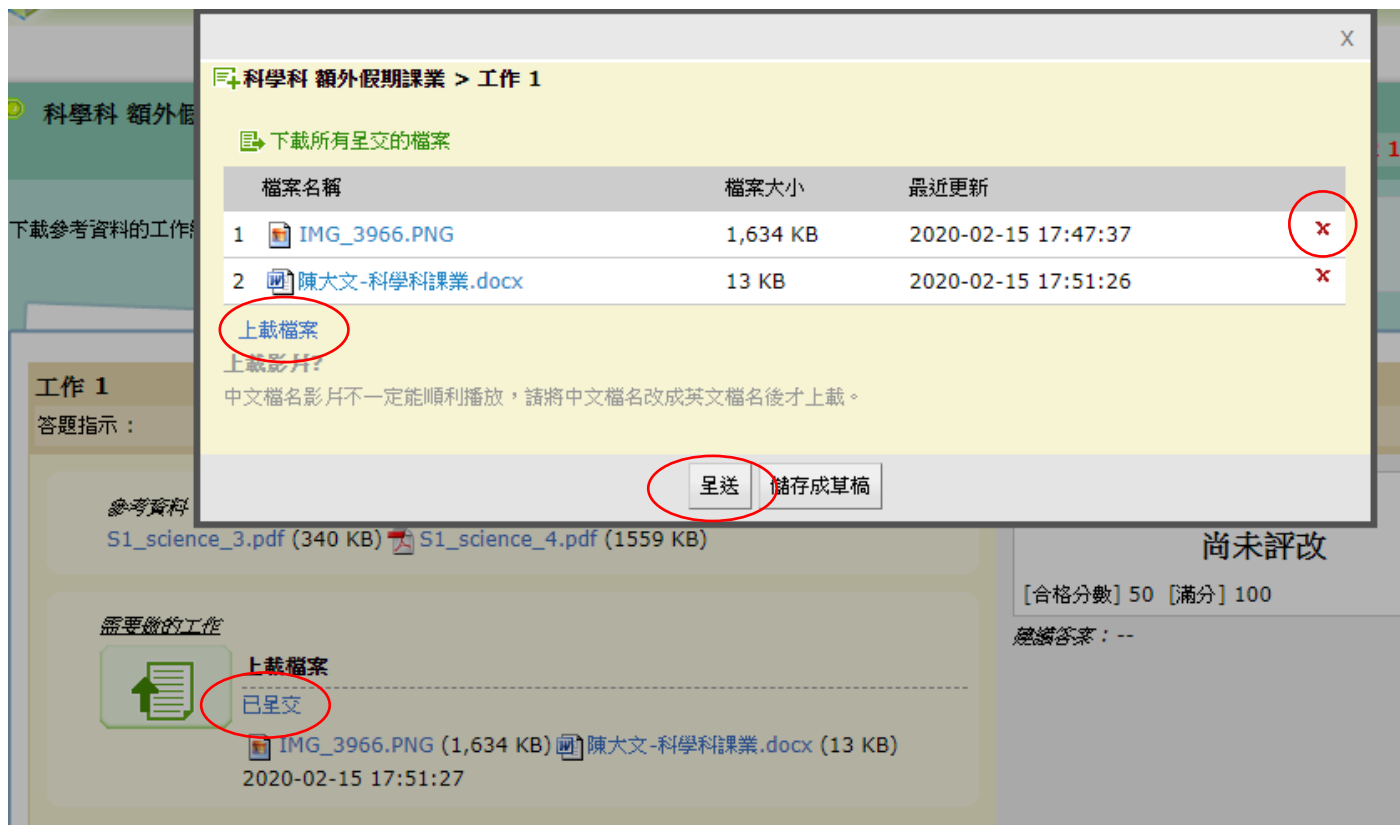 X
科學科 額外假期課業 > 工作 1
科學科 額外假
下載所有呈交的檔案
1
檔案名稱 檔案大小 最近更新
下載參考資料的工作
1 IMG_3966.PNG 1,634 KB 2020-02-15 17:47:37 x
2 陳大文-科學科課業.docx 13 KB 2020-02-15 17:51:26 x
上載檔案
上載影片?
中文檔名影片不一定能順利播放，請將中文檔名改成英文檔名後才上載。
工作 1
答題指示：
呈送 儲存成草稿
參考資料
S1_science_3.pdf (340 KB) S1_science_4.pdf (1559 KB)
尚未評改
[合格分數] 50 [滿分] 100
建議答案：--
需要繳的工作
上載檔案
已呈交
IMG_3966.PNG (1,634 KB) 陳大文-科學科課業.docx (13 KB)
2020-02-15 17:51:27